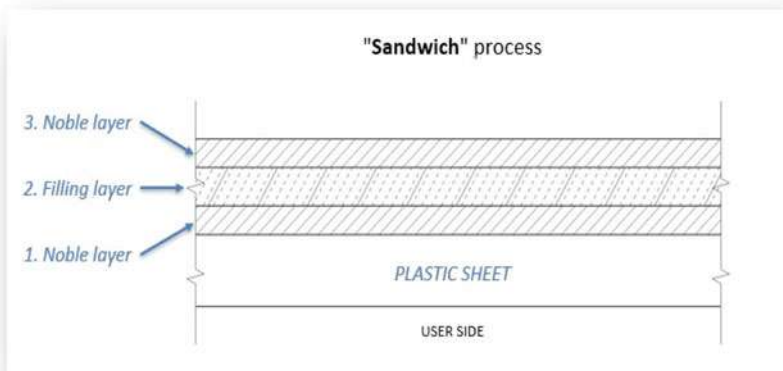 "Sandwich" process
3. Noble layer
2. Filling layer
1. Noble layer
PLASTIC SHEET
USER SIDE